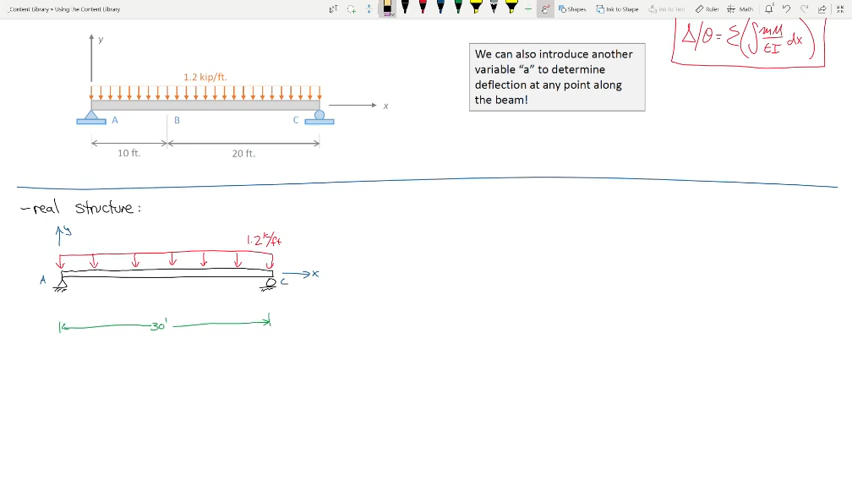 _Content Library » Using the Content Library
Shapes
Ink to Shape
Ink to Text
Ruler
Math
Δ/θ = Σ(∫ mM/EI dx)
y
We can also introduce another
variable “a” to determine
deflection at any point along
the beam!
1.2 kip/ft.
x
A
B
C
10 ft.
20 ft.
-real structure:
y
1.2 k/ft
A
C
x
30'